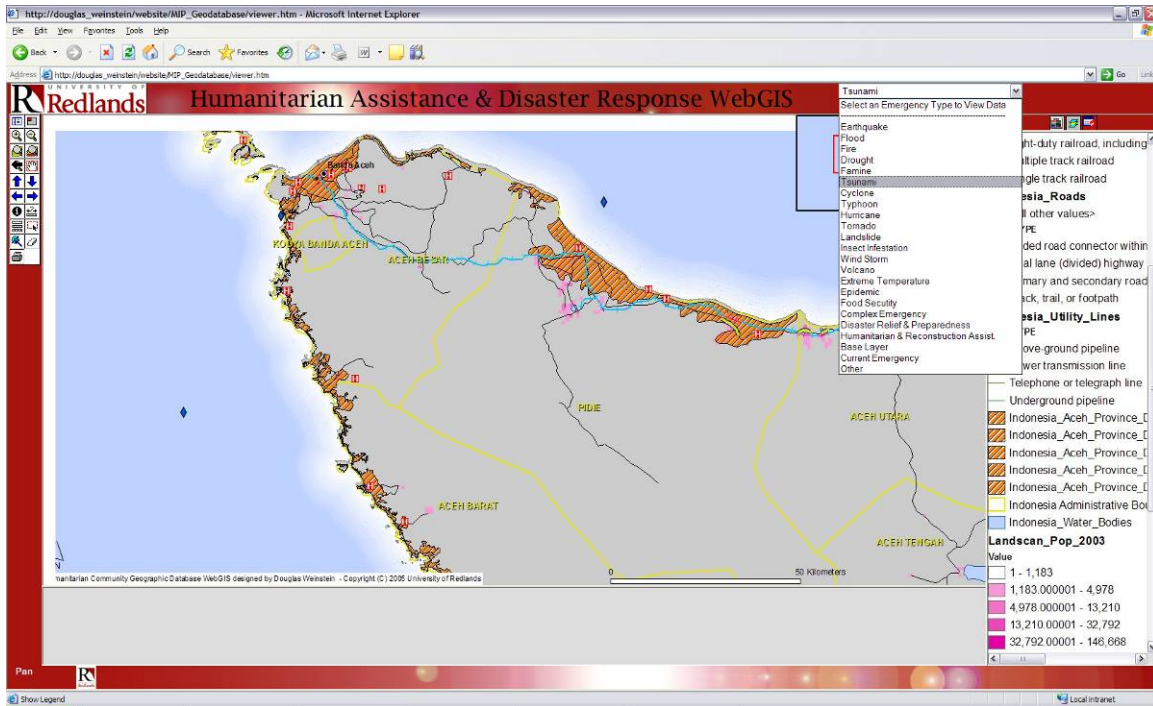 http://douglas_weinstein/website/MIP_Geodatabase/viewer.htm - Microsoft Internet Explorer
File Edit View Favorites Tools Help
Back Search Favorites
Address http://douglas_weinstein/website/MIP_Geodatabase/viewer.htm Go Links
UNIVERSITY OF
Redlands
Humanitarian Assistance & Disaster Response WebGIS
Tsunami
Select an Emergency Type to View Data
Earthquake
Flood
Fire
Drought
Famine
Tsunami
Cyclone
Typhoon
Hurricane
Tornado
Landslide
Insect Infestation
Wind Storm
Volcano
Extreme Temperature
Epidemic
Food Secutity
Complex Emergency
Disaster Relief & Preparedness
Humanitarian & Reconstruction Assist.
Base Layer
Current Emergency
Other
Banda Aceh
KODYA BANDA ACEH
ACEH BESAR
PIDIE
ACEH UTARA
ACEH BARAT
ACEH TENGAH
N
manitarian Community Geographic Database WebGIS designed by Douglas Weinstein - Copyright (C) 2005 University of Redlands
0 50 Kilometers
ght-duty railroad, including
ultiple track railroad
ngle track railroad
esia_Roads
ll other values>
YPE
ded road connector within
al lane (divided) highway
mary and secondary road
ack, trail, or footpath
esia_Utility_Lines
YPE
ove-ground pipeline
wer transmission line
Telephone or telegraph line
Underground pipeline
Indonesia_Aceh_Province_D
Indonesia_Aceh_Province_D
Indonesia_Aceh_Province_D
Indonesia_Aceh_Province_D
Indonesia_Aceh_Province_D
Indonesia Administrative Bou
Indonesia_Water_Bodies
Landscan_Pop_2003
Value
1 - 1,183
1,183.000001 - 4,978
4,978.000001 - 13,210
13,210.00001 - 32,792
32,792.00001 - 146,668
Pan
Show Legend
Local intranet